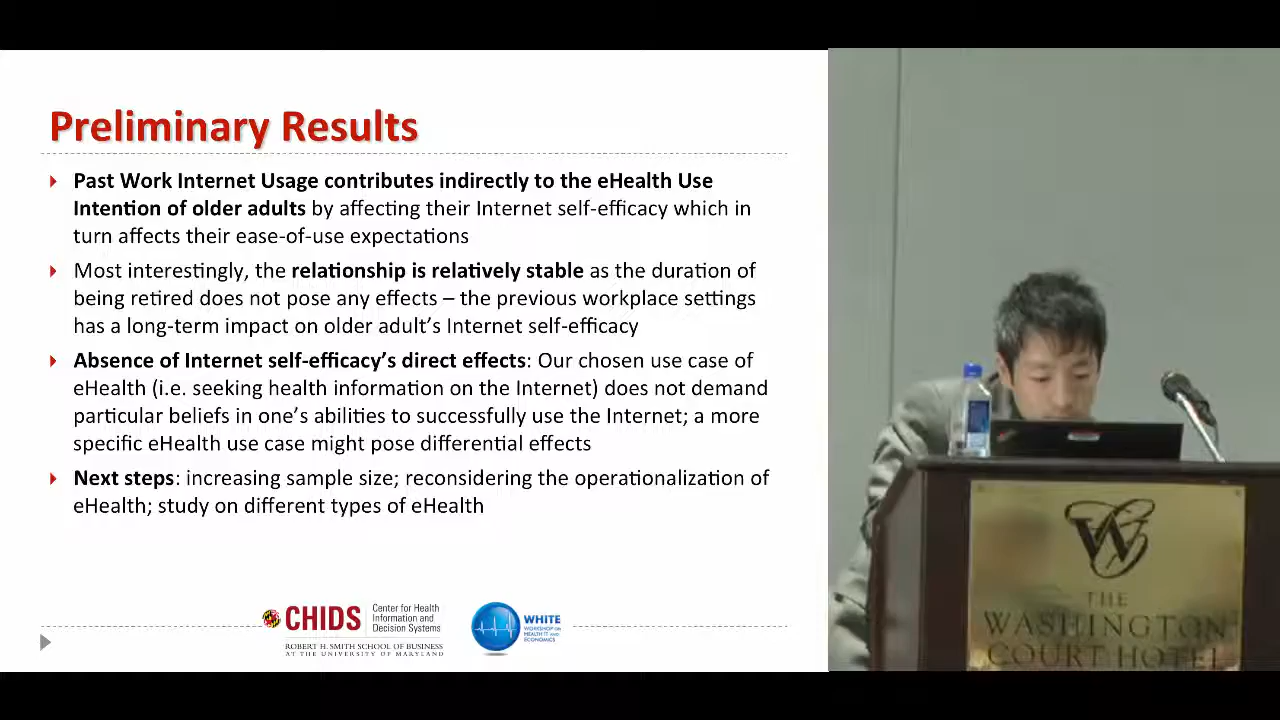 Preliminary Results
Past Work Internet Usage contributes indirectly to the eHealth Use
Intention of older adults by affecting their Internet self-efficacy which in
turn affects their ease-of-use expectations
Most interestingly, the relationship is relatively stable as the duration of
being retired does not pose any effects – the previous workplace settings
has a long-term impact on older adult's Internet self-efficacy
Absence of Internet self-efficacy's direct effects: Our chosen use case of
eHealth (i.e. seeking health information on the Internet) does not demand
particular beliefs in one's abilities to successfully use the Internet; a more
specific eHealth use case might pose differential effects
Next steps: increasing sample size; reconsidering the operationalization of
eHealth; study on different types of eHealth
CHIDS
Center for Health
Information and
Decision Systems
ROBERT H. SMITH SCHOOL OF BUSINESS
AT THE UNIVERSITY OF MARYLAND
WHITE
WORKSHOP ON
HEALTH IT AND
ECONOMICS
W
THE
WASHINGTON
COURT HOTEL